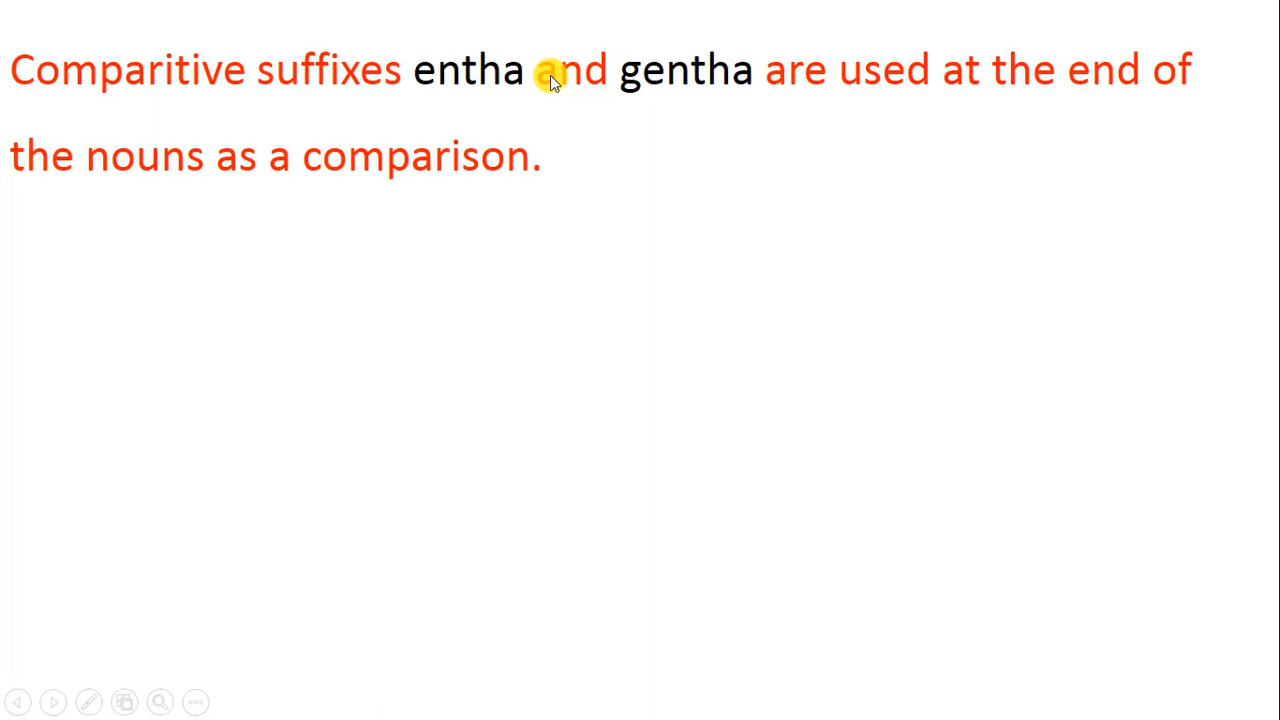 Comparitive suffixes entha and gentha are used at the end of
the nouns as a comparison.